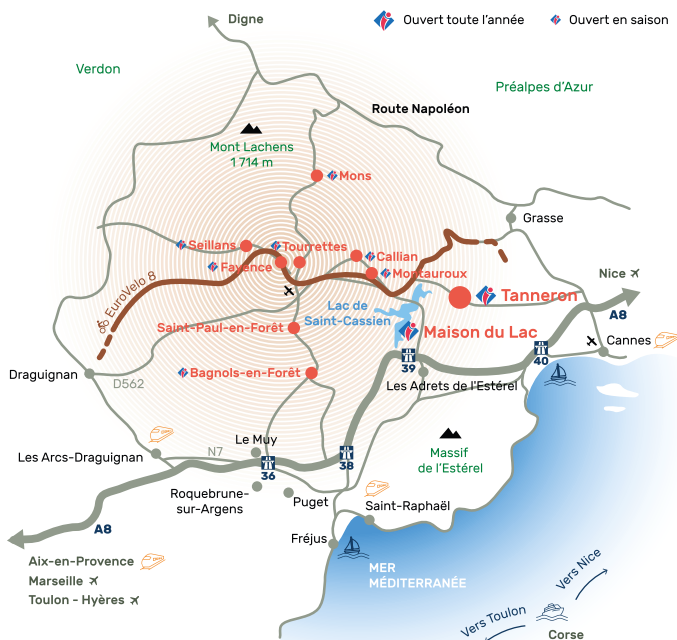 Digne
Ouvert toute l'année
Ouvert en saison
Verdon
Préalpes d'Azur
Route Napoléon
Mont Lachens
1 714 m
Mons
Grasse
Seillans
Tourrettes
Callian
Fayence
Montauroux
Nice
EuroVelo 8
Tanneron
Lac de
Saint-Cassien
A8
Saint-Paul-en-Forêt
Maison du Lac
Cannes
39
40
Draguignan
D562
Bagnols-en-Forêt
Les Adrets de l'Estérel
Le Muy
N7
Les Arcs-Draguignan
38
36
Massif
de l'Estérel
Roquebrune-
sur-Argens
Puget
Saint-Raphaël
A8
Fréjus
Aix-en-Provence
Marseille
Toulon - Hyères
MER
MÉDITERRANÉE
Vers Nice
Vers Toulon
Corse